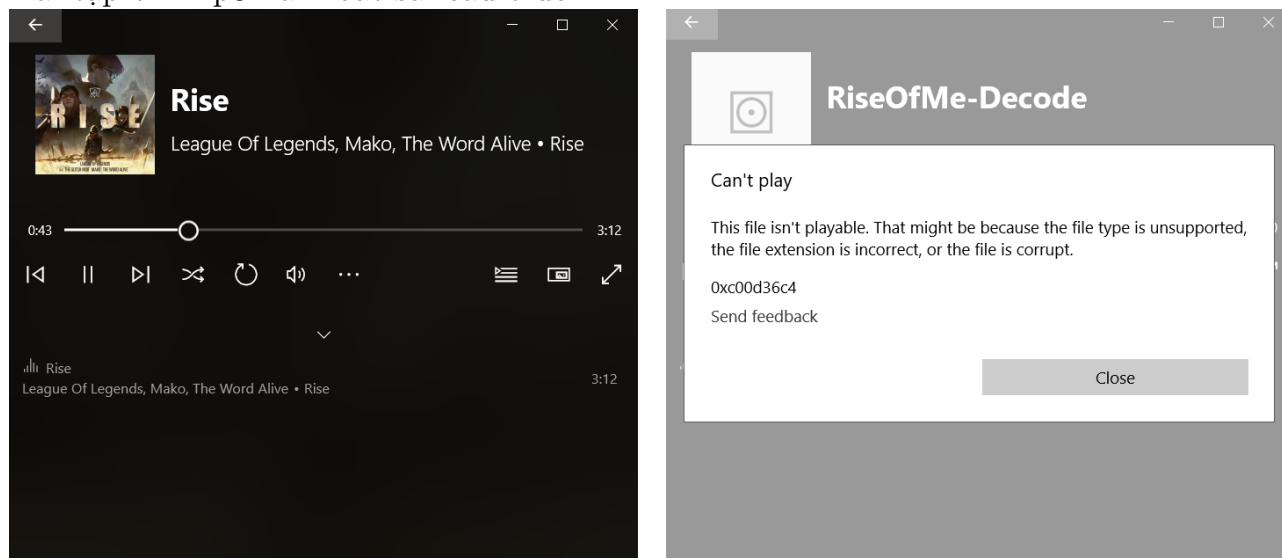 Rise
League Of Legends, Mako, The Word Alive • Rise
RISE
0:43
3:12
Rise
League Of Legends, Mako, The Word Alive • Rise
3:12
RiseOfMe-Decode
Can't play
This file isn't playable. That might be because the file type is unsupported,
the file extension is incorrect, or the file is corrupt.
0xc00d36c4
Send feedback
Close